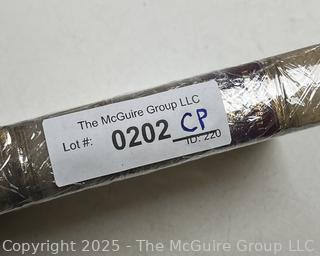 The McGuire Group LLC
Lot #: 0202 CP
ID: 220
Copyright © 2025 - The McGuire Group LLC